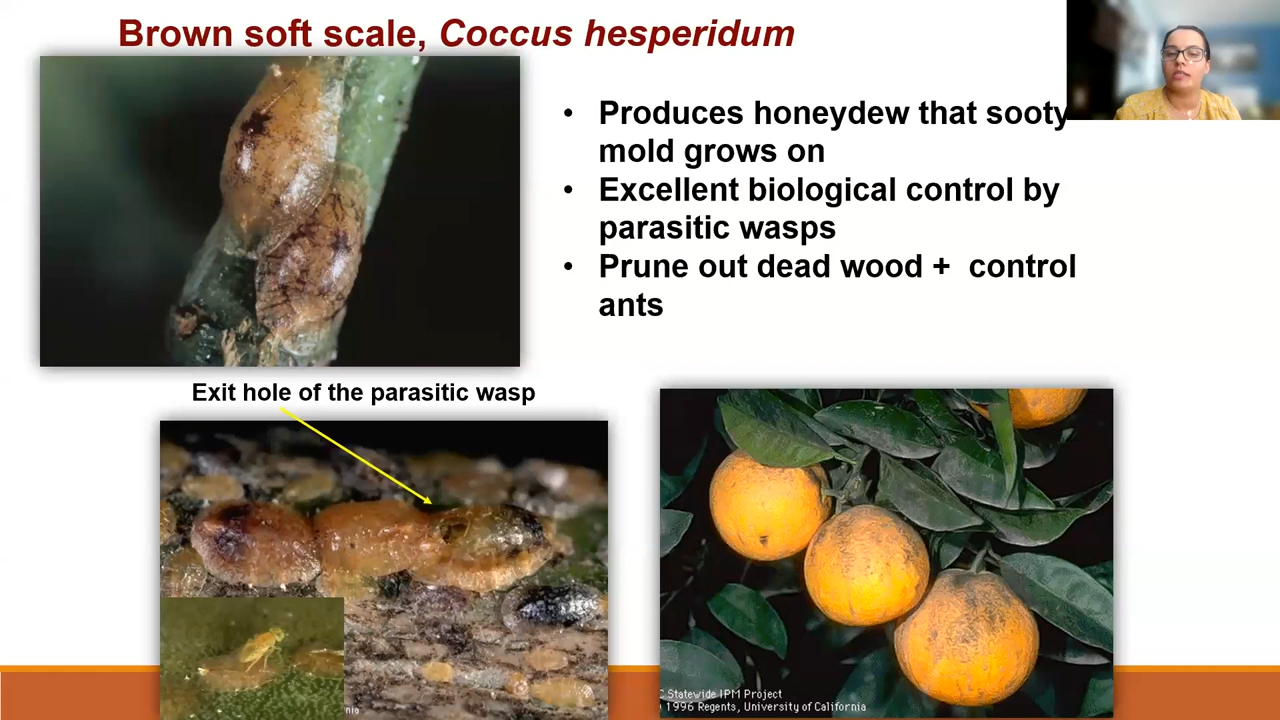 Brown soft scale, Coccus hesperidum
• Produces honeydew that sooty
mold grows on
• Excellent biological control by
parasitic wasps
• Prune out dead wood + control
ants
Exit hole of the parasitic wasp
C Statewide IPM Project
1996 Regents, University of California